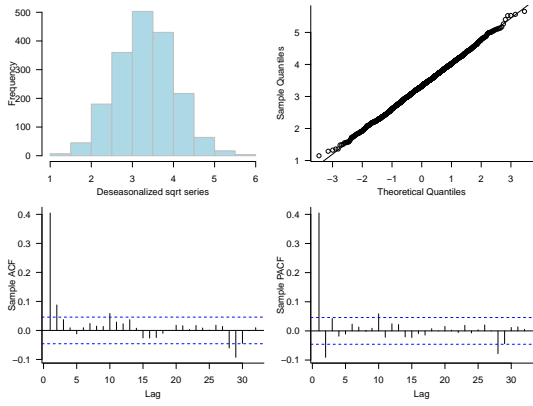 Frequency
0
100
200
300
400
500
1 2 3 4 5 6
Deseasonalized sqrt series
Sample Quantiles
1
2
3
4
5
−3 −2 −1 0 1 2 3
Theoretical Quantiles
Sample ACF
−0.1
0.0
0.1
0.2
0.3
0.4
0 5 10 15 20 25 30
Lag
Sample PACF
−0.1
0.0
0.1
0.2
0.3
0.4
0 5 10 15 20 25 30
Lag